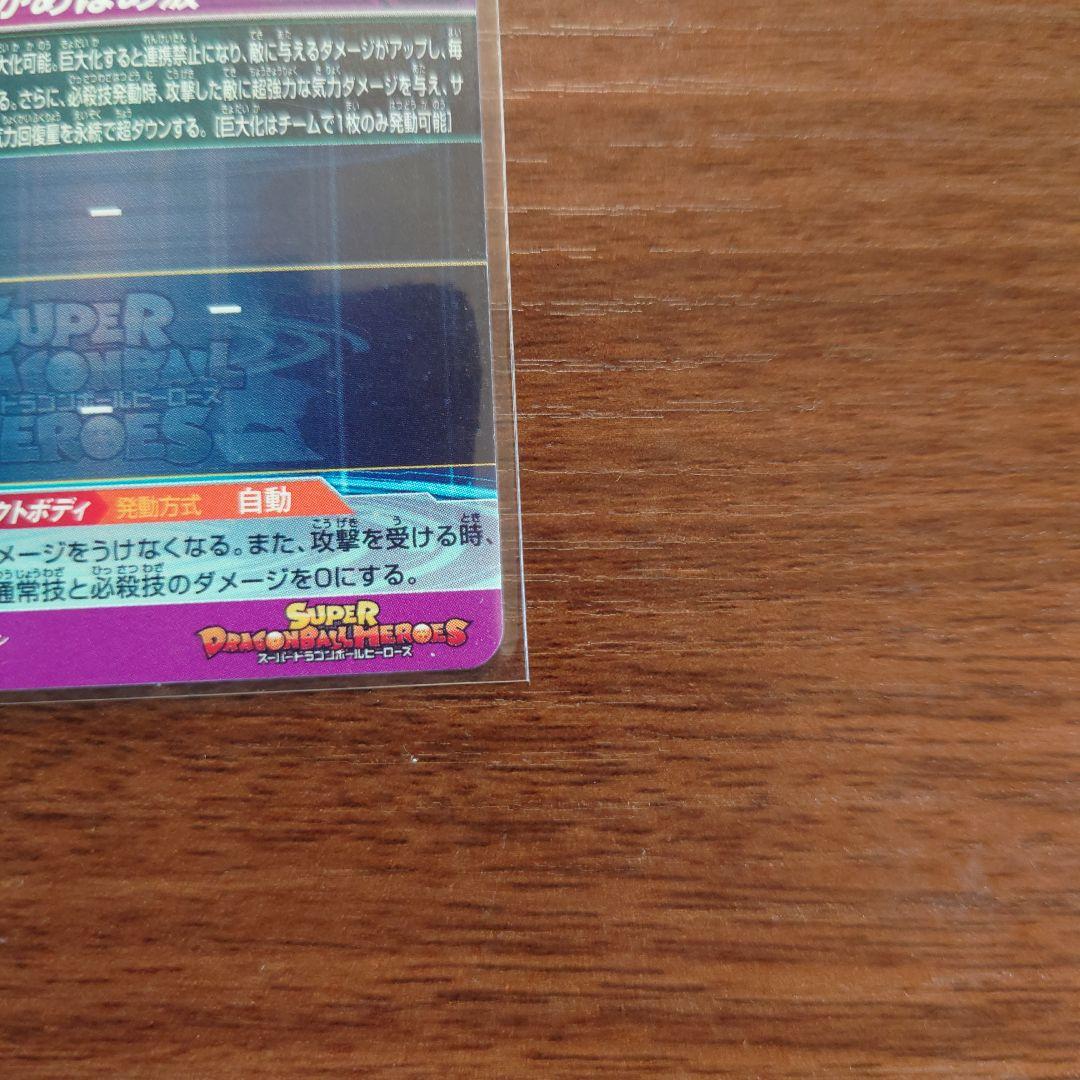 かめはめ波
大化可能。巨大化すると連携禁止になり、敵に与えるダメージがアップし、毎
る。さらに、必殺技発動時、攻撃した敵に超強力な気力ダメージを与え、サ
気力回復量を永続で超ダウンする。[巨大化はチームで1枚のみ発動可能]
SUPER
DRAGONBALL
ドラゴンボールヒーローズ
HEROES
クトボディ 発動方式 自動
メージをうけなくなる。また、攻撃を受ける時、
通常技と必殺技のダメージを0にする。
SUPER
DRAGONBALL HEROES
スーパードラゴンボールヒーローズ